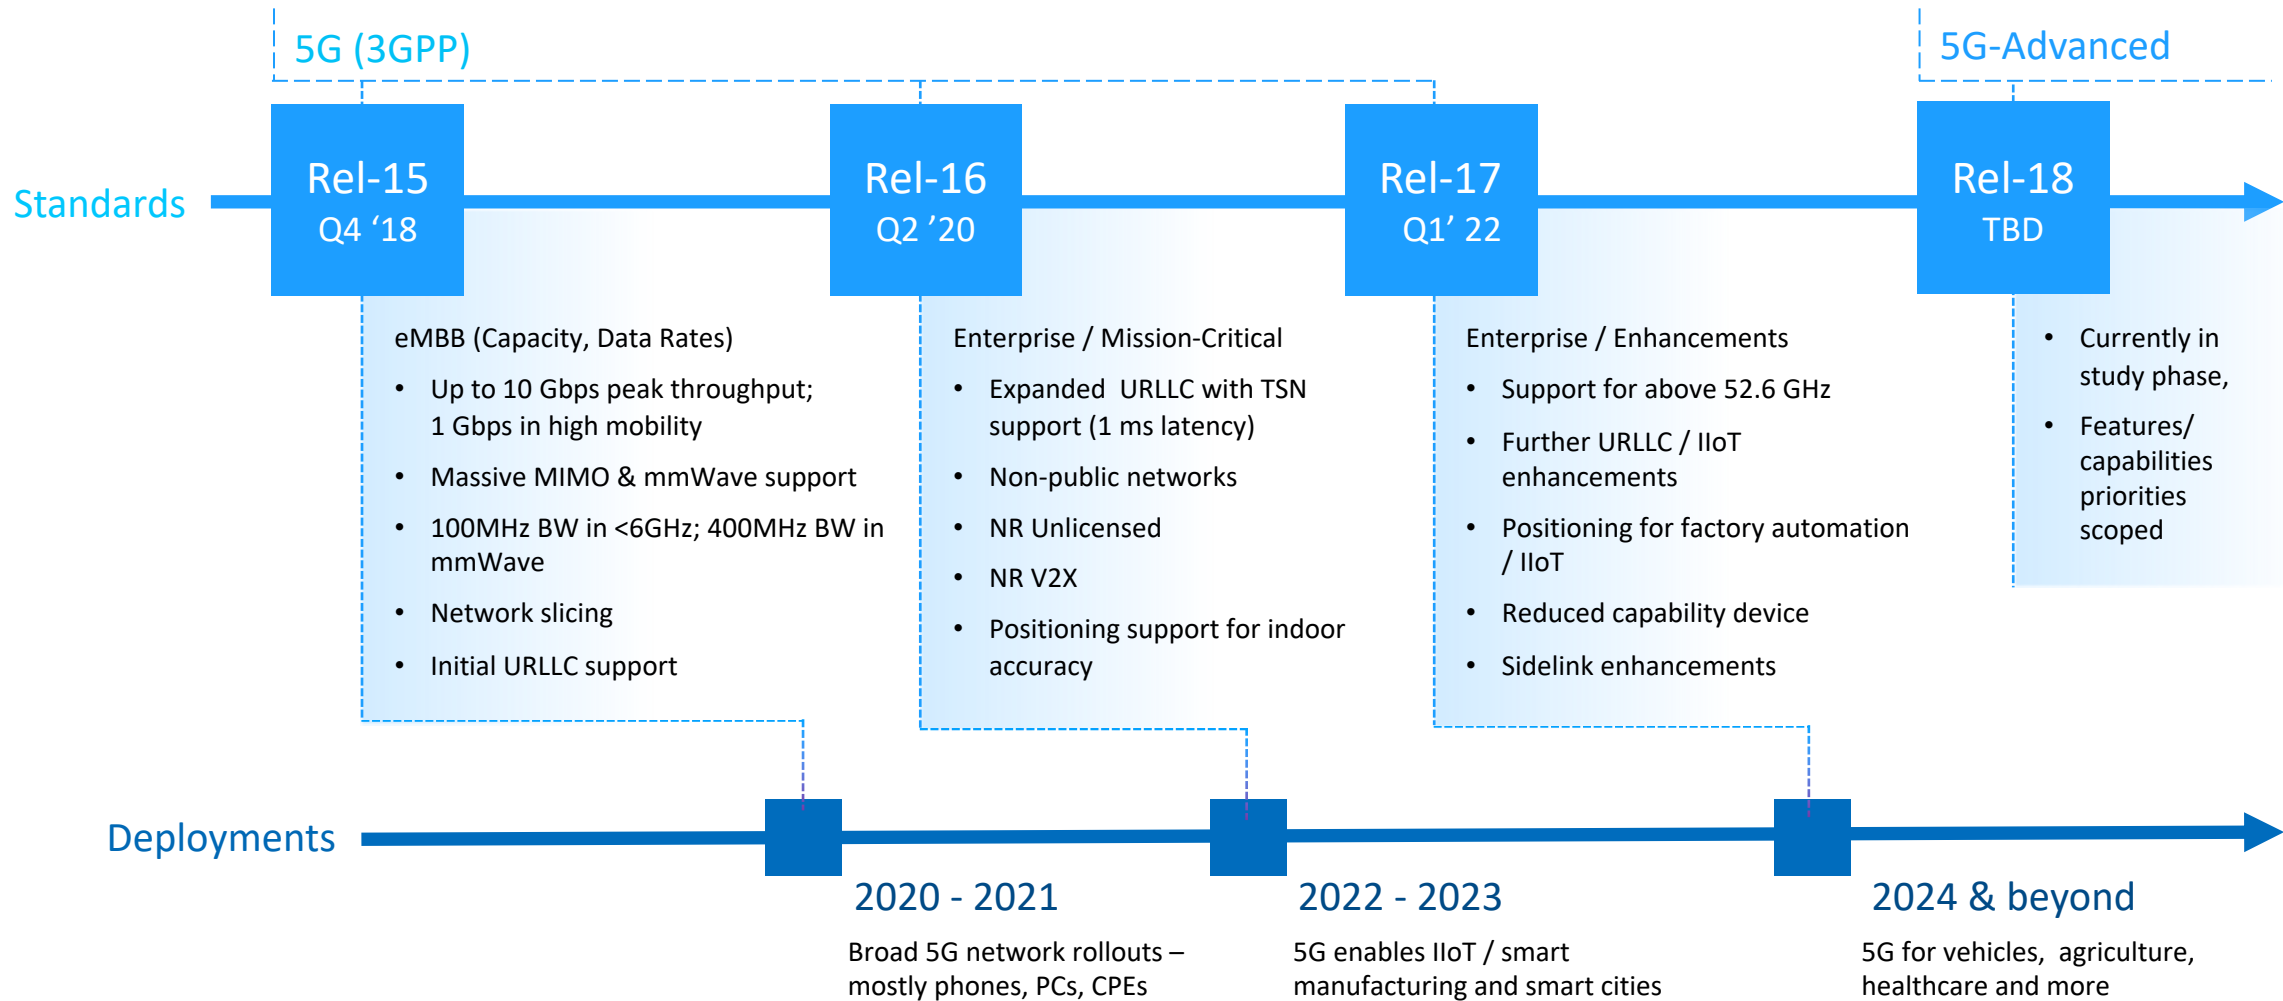 5G (3GPP)
5G-Advanced
Standards
Rel-15
Q4 ‘18
Rel-16
Q2 ’20
Rel-17
Q1’ 22
Rel-18
TBD
eMBB (Capacity, Data Rates)
• Up to 10 Gbps peak throughput;
1 Gbps in high mobility
• Massive MIMO & mmWave support
• 100MHz BW in <6GHz; 400MHz BW in
mmWave
• Network slicing
• Initial URLLC support
Enterprise / Mission-Critical
• Expanded URLLC with TSN
support (1 ms latency)
• Non-public networks
• NR Unlicensed
• NR V2X
• Positioning support for indoor
accuracy
Enterprise / Enhancements
• Support for above 52.6 GHz
• Further URLLC / IIoT
enhancements
• Positioning for factory automation
/ IIoT
• Reduced capability device
• Sidelink enhancements
• Currently in
study phase,
• Features/
capabilities
priorities
scoped
Deployments
2020 - 2021
Broad 5G network rollouts –
mostly phones, PCs, CPEs
2022 - 2023
5G enables IIoT / smart
manufacturing and smart cities
2024 & beyond
5G for vehicles, agriculture,
healthcare and more